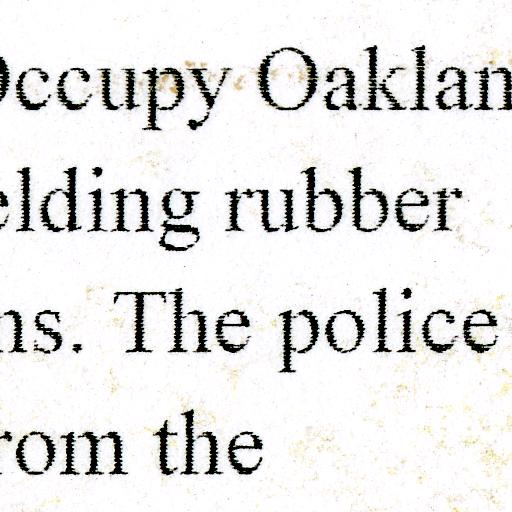 Occupy Oaklan
elding rubber
ns. The police
rom the